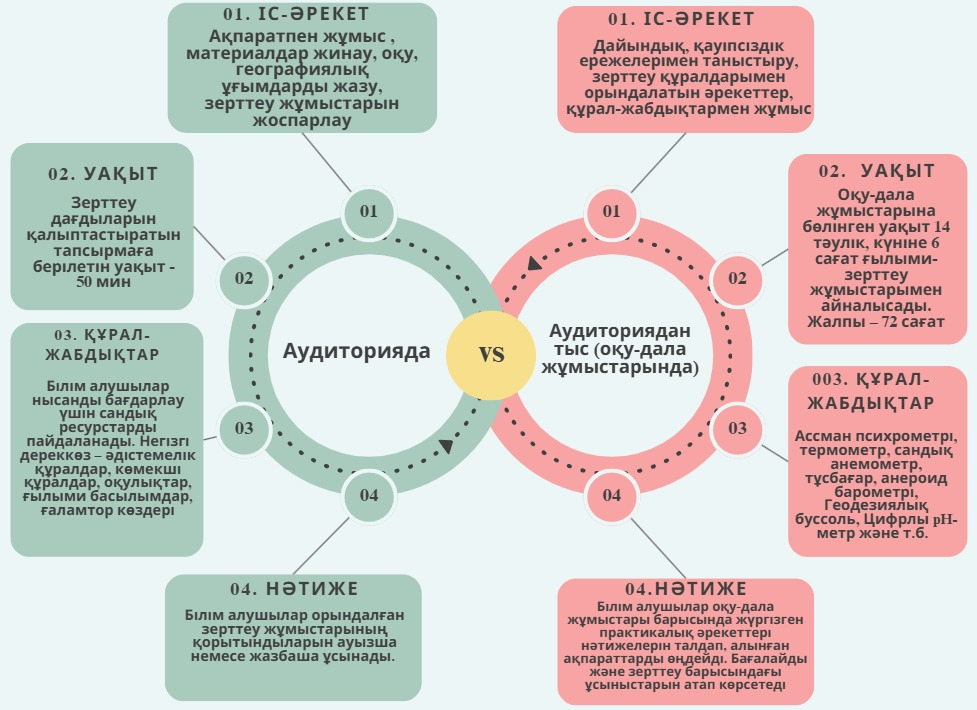 01. ІС-ӘРЕКЕТ
Ақпаратпен жұмыс ,
материалдар жинау, оқу,
географиялық
ұғымдарды жазу,
зерттеу жұмыстарын
жоспарлау
02. УАҚЫТ
Зерттеу
дағдыларын
қалыптастыратын
тапсырмаға
берілетін уақыт -
50 мин
03. ҚҰРАЛ-
ЖАБДЫҚТАР
Білім алушылар
нысанды бағдарлау
үшін сандық
ресурстарды
пайдаланады. Негізгі
дереккөз – әдістемелік
құралдар, көмекші
құралдар, оқулықтар,
ғылыми басылымдар,
ғаламтор көздері
04. НӘТИЖЕ
Білім алушылар орындалған
зерттеу жұмыстарының
қорытындыларын ауызша
немесе жазбаша ұсынады.
01
02
03
04
Аудиторияда
vs
Аудиториядан
тыс (оқу-дала
жұмыстарында)
01
02
03
04
01. ІС-ӘРЕКЕТ
Дайындық, қауіпсіздік
ережелерімен таныстыру,
зерттеу құралдарымен
орындалатын әрекеттер,
құрал-жабдықтармен жұмыс
02. УАҚЫТ
Оқу-дала
жұмыстарына
бөлінген уақыт 14
тәулік, күніне 6
сағат ғылыми-
зерттеу
жұмыстарымен
айналысады.
Жалпы – 72 сағат
003. ҚҰРАЛ-
ЖАБДЫҚТАР
Ассман психрометрі,
термометр, сандық
анемометр,
тұсбағар, анероид
барометрі,
Геодезиялық
буссоль, Цифрлы pH-
метр және т.б.
04.НӘТИЖЕ
Білім алушылар оқу-дала
жұмыстары барысында жүргізген
практикалық әрекеттері
нәтижелерін талдап, алынған
ақпараттарды өңдейді. Бағалайды
және зерттеу барысындағы
ұсыныстарын атап көрсетеді